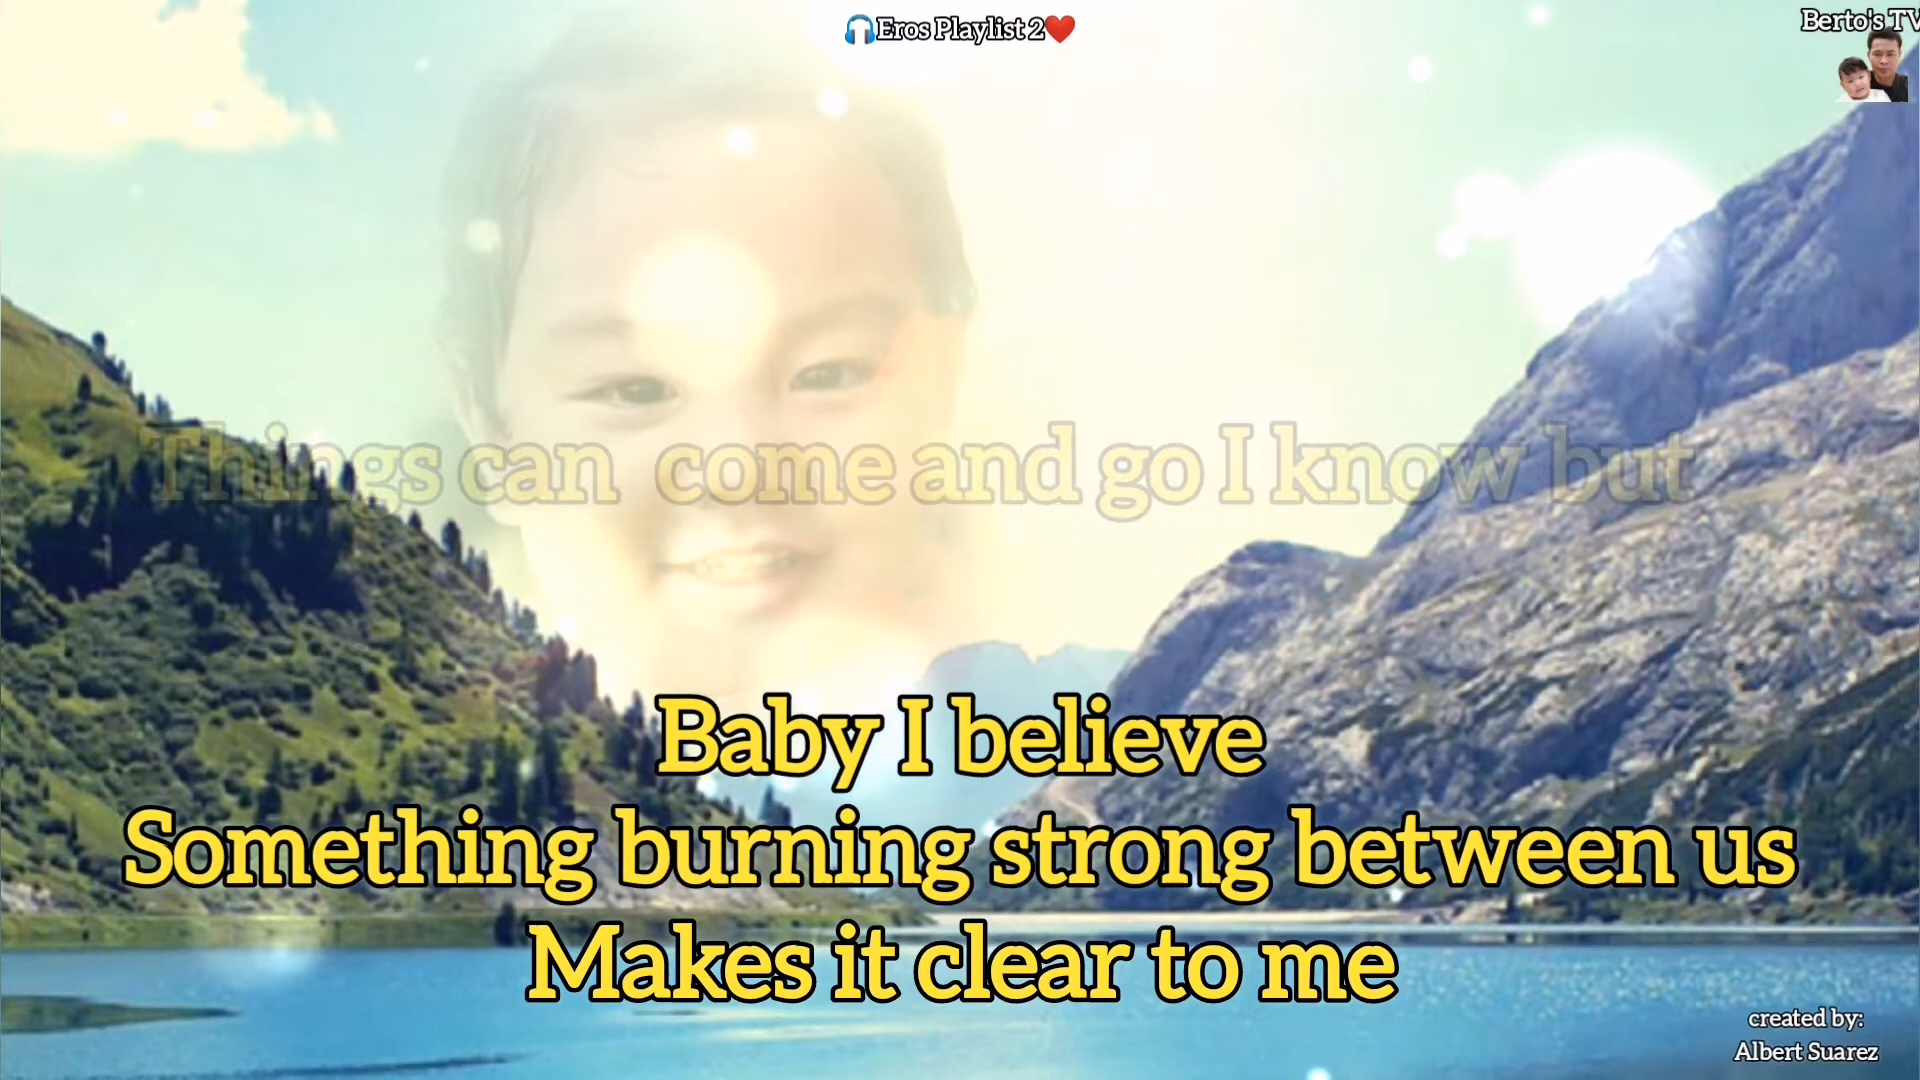 🎧Eros Playlist 2❤️
Berto's TV
Things can come and go I know but
Baby I believe
Something burning strong between us
Makes it clear to me
created by:
Albert Suarez